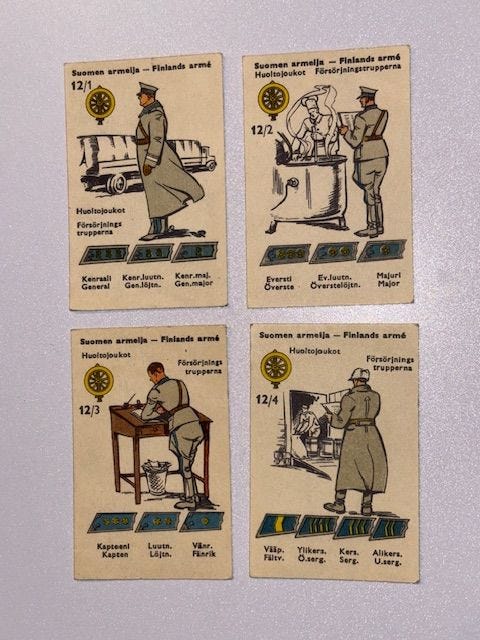 Suomen armeija — Finlands armé
12/1
Huoltojoukot
Försörjnings
trupperna
Kenraali Kenr.luutn. Kenr.maj.
General Gen.löjtn. Gen.major
Suomen armeija — Finlands armé
Huoltojoukot Försörjningstrupperna
12/2
Eversti Ev.luutn. Majuri
Överste Överstelöjtn. Major
Suomen armeija — Finlands armé
Huoltojoukot
Försörjnings
trupperna
12/3
Kapteeni Luutn. Vänr.
Kapten Löjtn. Fänrik
Suomen armeija — Finlands armé
Huoltojoukot
Försörjnings
trupperna
12/4
Vääp. Ylikers. Kers. Alikers.
Fältv. Ö.serg. Serg. U.serg.